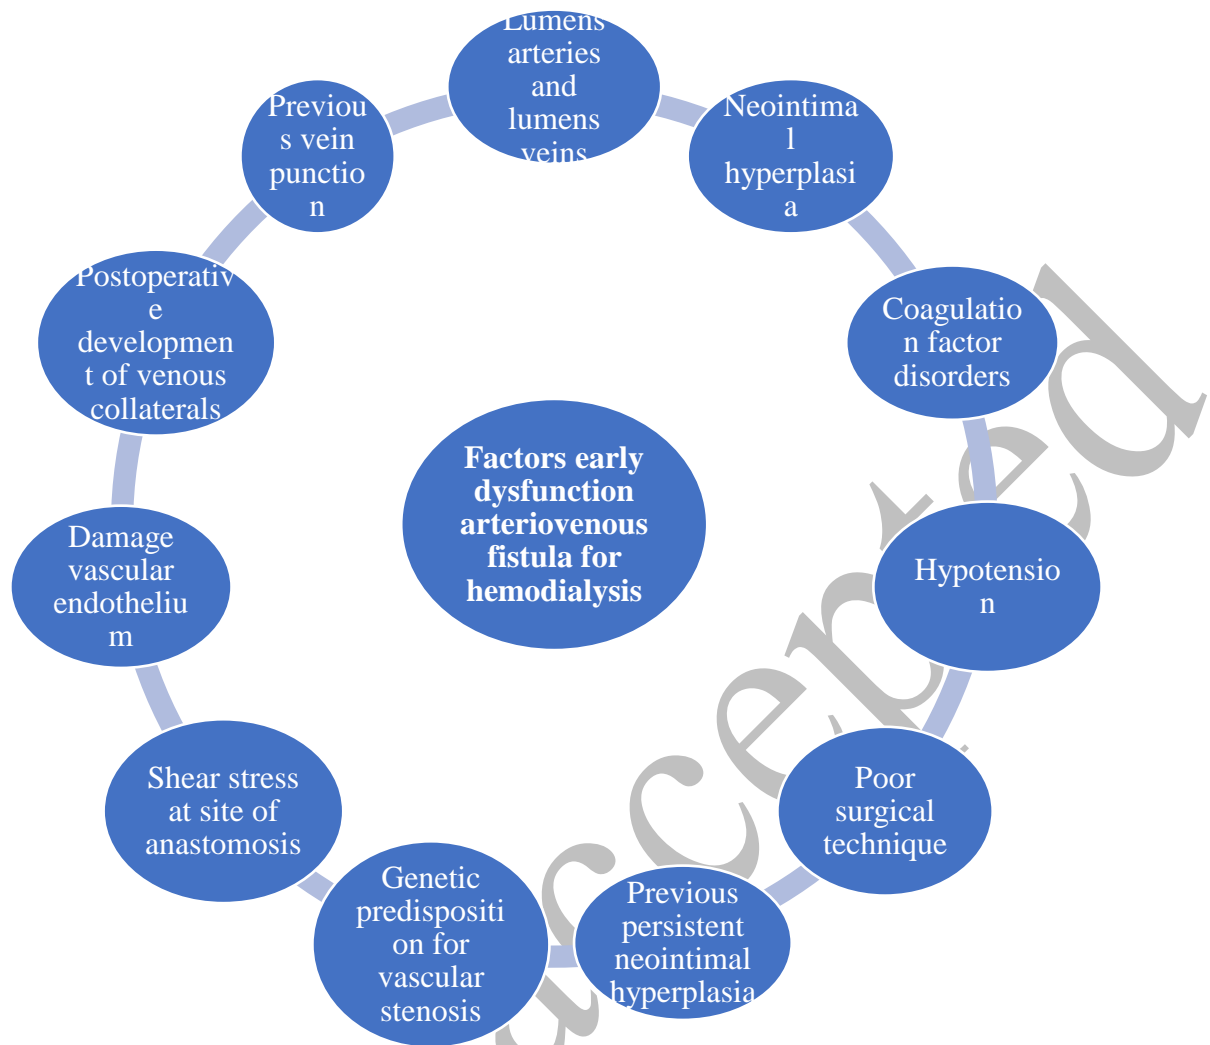 Lumens
arteries
and
lumens
veins
Neointima
l
hyperplasi
a
Coagulatio
n factor
disorders
Hypotensio
n
Poor
surgical
technique
Previous
persistent
neointimal
hyperplasia
Genetic
predispositi
on for
vascular
stenosis
Shear stress
at site of
anastomosis
Damage
vascular
endotheliu
m
Postoperativ
e
developmen
t of venous
collaterals
Previou
s vein
punctio
n
Factors early
dysfunction
arteriovenous
fistula for
hemodialysis
accepted